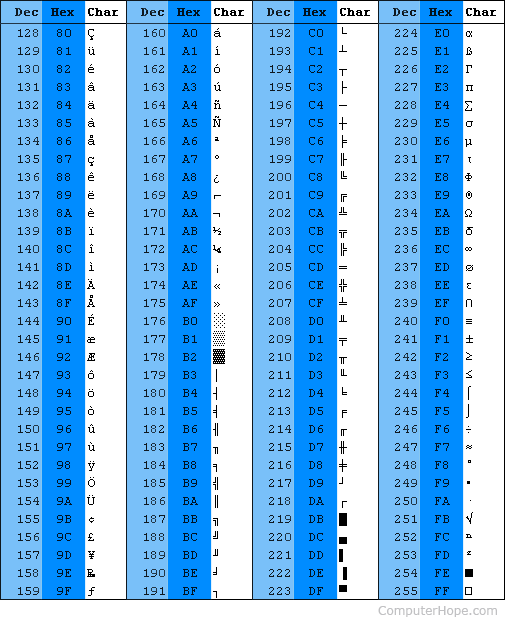 Dec Hex Char Dec Hex Char Dec Hex Char Dec Hex Char
128 80 Ç 160 A0 á 192 C0 └ 224 E0 α
129 81 ü 161 A1 í 193 C1 ┴ 225 E1 ß
130 82 é 162 A2 ó 194 C2 ┬ 226 E2 Γ
131 83 â 163 A3 ú 195 C3 ├ 227 E3 π
132 84 ä 164 A4 ñ 196 C4 ─ 228 E4 Σ
133 85 à 165 A5 Ñ 197 C5 ┼ 229 E5 σ
134 86 å 166 A6 ª 198 C6 ╞ 230 E6 µ
135 87 ç 167 A7 º 199 C7 ╟ 231 E7 τ
136 88 ê 168 A8 ¿ 200 C8 ╚ 232 E8 Φ
137 89 ë 169 A9 ⌐ 201 C9 ╔ 233 E9 Θ
138 8A è 170 AA ¬ 202 CA ╩ 234 EA Ω
139 8B ï 171 AB ½ 203 CB ╦ 235 EB δ
140 8C î 172 AC ¼ 204 CC ╠ 236 EC ∞
141 8D ì 173 AD ¡ 205 CD ═ 237 ED ø
142 8E Ä 174 AE « 206 CE ╬ 238 EE ε
143 8F Å 175 AF » 207 CF ╧ 239 EF ∩
144 90 É 176 B0 ░ 208 D0 ╨ 240 F0 ≡
145 91 æ 177 B1 ▒ 209 D1 ╤ 241 F1 ±
146 92 Æ 178 B2 ▓ 210 D2 ╥ 242 F2 ≥
147 93 ô 179 B3 │ 211 D3 ╙ 243 F3 ≤
148 94 ö 180 B4 ┤ 212 D4 ╘ 244 F4 ⌠
149 95 ò 181 B5 ╡ 213 D5 ╒ 245 F5 ⌡
150 96 û 182 B6 ╢ 214 D6 ╓ 246 F6 ÷
151 97 ù 183 B7 ╖ 215 D7 ╫ 247 F7 ≈
152 98 ÿ 184 B8 ╕ 216 D8 ╪ 248 F8 °
153 99 Ö 185 B9 ╣ 217 D9 ┘ 249 F9 ∙
154 9A Ü 186 BA ║ 218 DA ┌ 250 FA ·
155 9B ¢ 187 BB ╗ 219 DB █ 251 FB √
156 9C £ 188 BC ╝ 220 DC ▄ 252 FC ⁿ
157 9D ¥ 189 BD ╜ 221 DD ▌ 253 FD ²
158 9E ₧ 190 BE ╛ 222 DE ▐ 254 FE ■
159 9F ƒ 191 BF ┐ 223 DF ▀ 255 FF □
ComputerHope.com